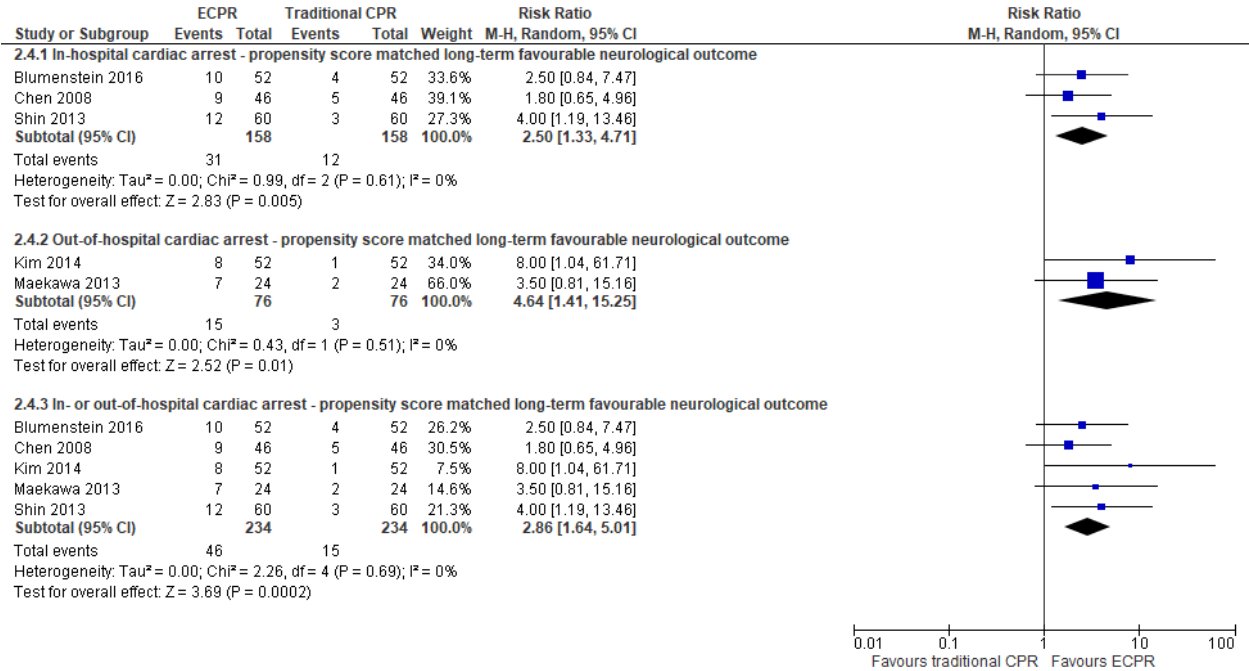 ECPR Traditional CPR Risk Ratio Risk Ratio
Study or Subgroup Events Total Events Total Weight M-H, Random, 95% CI M-H, Random, 95% CI
2.4.1 In-hospital cardiac arrest - propensity score matched long-term favourable neurological outcome
Blumenstein 2016 10 52 4 52 33.6% 2.50 [0.84, 7.47]
Chen 2008 9 46 5 46 39.1% 1.80 [0.65, 4.96]
Shin 2013 12 60 3 60 27.3% 4.00 [1.19, 13.46]
Subtotal (95% CI) 158 158 100.0% 2.50 [1.33, 4.71]
Total events 31 12
Heterogeneity: Tau² = 0.00; Chi² = 0.99, df = 2 (P = 0.61); I² = 0%
Test for overall effect: Z = 2.83 (P = 0.005)
2.4.2 Out-of-hospital cardiac arrest - propensity score matched long-term favourable neurological outcome
Kim 2014 8 52 1 52 34.0% 8.00 [1.04, 61.71]
Maekawa 2013 7 24 2 24 66.0% 3.50 [0.81, 15.16]
Subtotal (95% CI) 76 76 100.0% 4.64 [1.41, 15.25]
Total events 15 3
Heterogeneity: Tau² = 0.00; Chi² = 0.43, df = 1 (P = 0.51); I² = 0%
Test for overall effect: Z = 2.52 (P = 0.01)
2.4.3 In- or out-of-hospital cardiac arrest - propensity score matched long-term favourable neurological outcome
Blumenstein 2016 10 52 4 52 26.2% 2.50 [0.84, 7.47]
Chen 2008 9 46 5 46 30.5% 1.80 [0.65, 4.96]
Kim 2014 8 52 1 52 7.5% 8.00 [1.04, 61.71]
Maekawa 2013 7 24 2 24 14.6% 3.50 [0.81, 15.16]
Shin 2013 12 60 3 60 21.3% 4.00 [1.19, 13.46]
Subtotal (95% CI) 234 234 100.0% 2.86 [1.64, 5.01]
Total events 46 15
Heterogeneity: Tau² = 0.00; Chi² = 2.26, df = 4 (P = 0.69); I² = 0%
Test for overall effect: Z = 3.69 (P = 0.0002)
0.01 0.1 1 10 100
Favours traditional CPR Favours ECPR